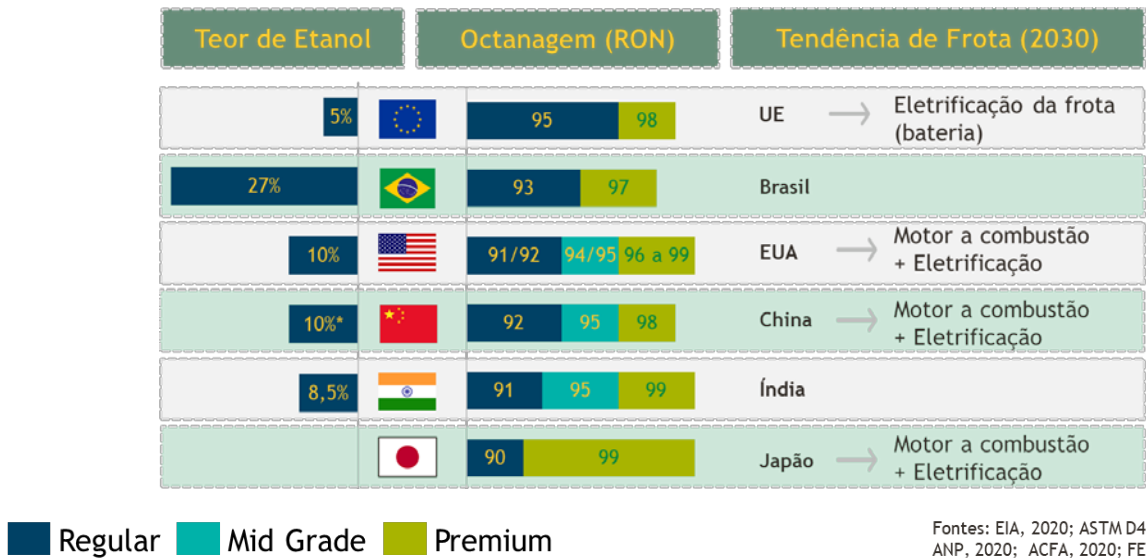 Teor de Etanol
Octanagem (RON)
Tendência de Frota (2030)
5%
95
98
UE
Eletrificação da frota
(bateria)
27%
93
97
Brasil
10%
91/92
94/95
96 a 99
EUA
Motor a combustão
+ Eletrificação
10%*
92
95
98
China
Motor a combustão
+ Eletrificação
8,5%
91
95
99
Índia
90
99
Japão
Motor a combustão
+ Eletrificação
Regular
Mid Grade
Premium
Fontes: EIA, 2020; ASTM D4
ANP, 2020; ACFA, 2020; FE